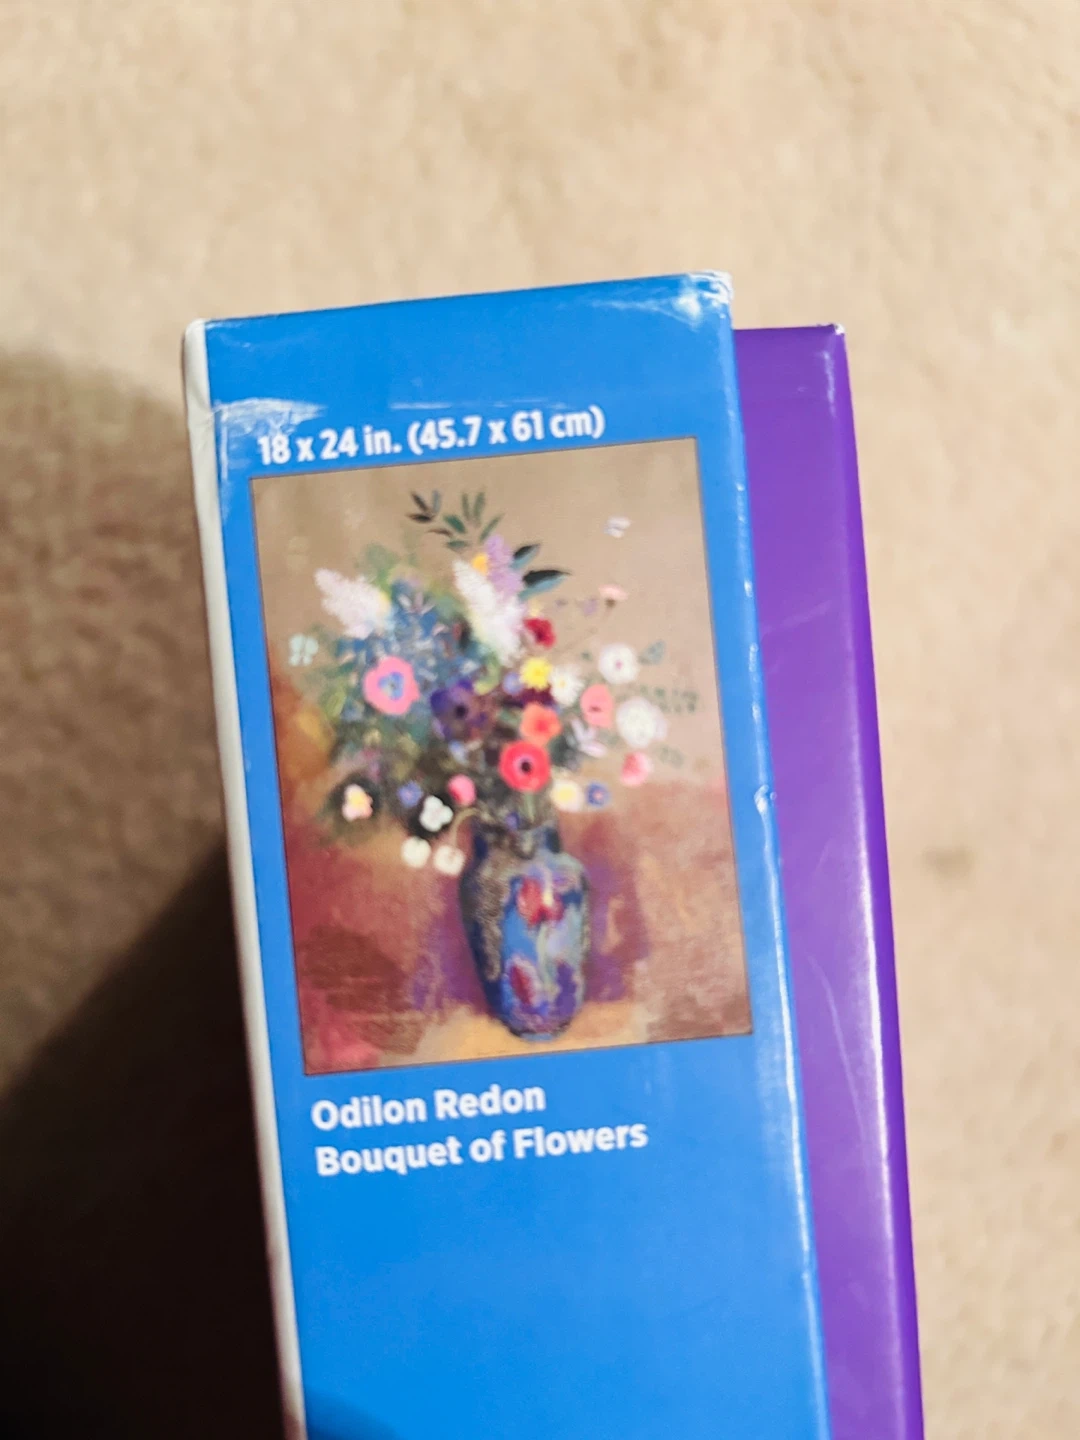 18 x 24 in. (45.7 x 61 cm)
Odilon Redon
Bouquet of Flowers